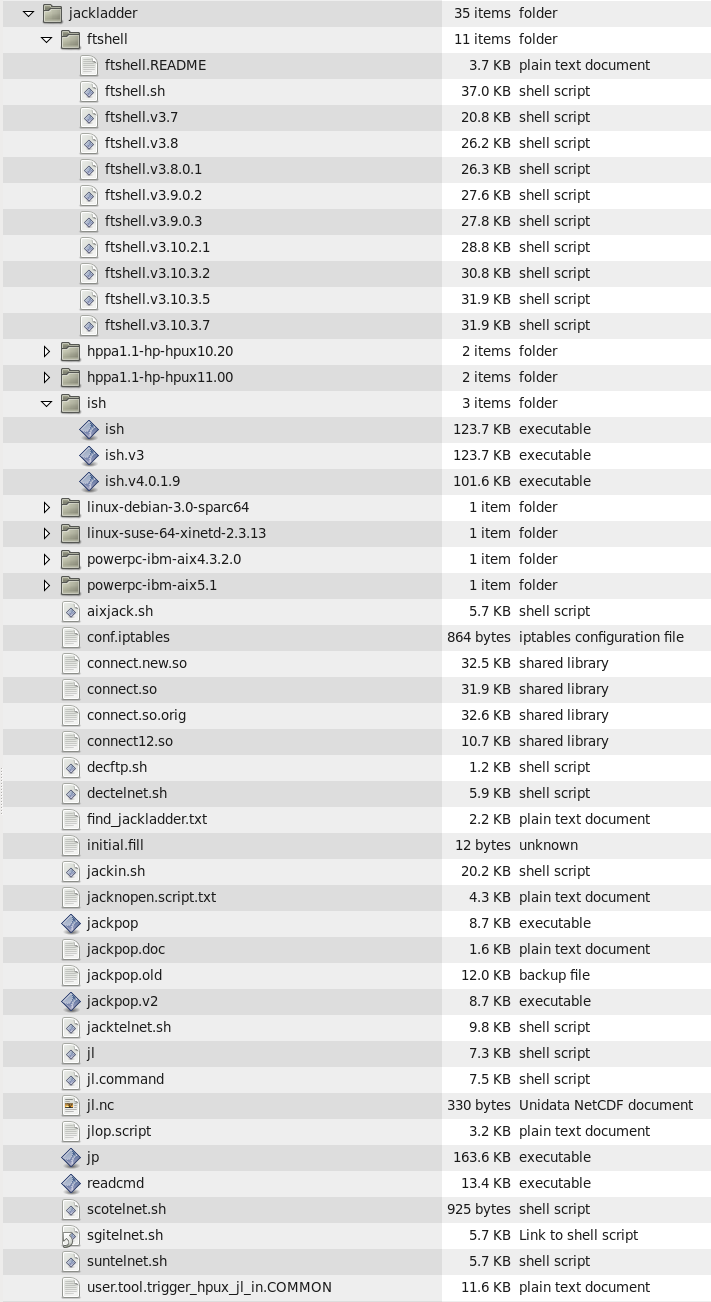 jackladder 35 items folder
ftshell 11 items folder
ftshell.README 3.7 KB plain text document
ftshell.sh 37.0 KB shell script
ftshell.v3.7 20.8 KB shell script
ftshell.v3.8 26.2 KB shell script
ftshell.v3.8.0.1 26.3 KB shell script
ftshell.v3.9.0.2 27.6 KB shell script
ftshell.v3.9.0.3 27.8 KB shell script
ftshell.v3.10.2.1 28.8 KB shell script
ftshell.v3.10.3.2 30.8 KB shell script
ftshell.v3.10.3.5 31.9 KB shell script
ftshell.v3.10.3.7 31.9 KB shell script
hppa1.1-hp-hpux10.20 2 items folder
hppa1.1-hp-hpux11.00 2 items folder
ish 3 items folder
ish 123.7 KB executable
ish.v3 123.7 KB executable
ish.v4.0.1.9 101.6 KB executable
linux-debian-3.0-sparc64 1 item folder
linux-suse-64-xinetd-2.3.13 1 item folder
powerpc-ibm-aix4.3.2.0 1 item folder
powerpc-ibm-aix5.1 1 item folder
aixjack.sh 5.7 KB shell script
conf.iptables 864 bytes iptables configuration file
connect.new.so 32.5 KB shared library
connect.so 31.9 KB shared library
connect.so.orig 32.6 KB shared library
connect12.so 10.7 KB shared library
decftp.sh 1.2 KB shell script
dectelnet.sh 5.9 KB shell script
find_jackladder.txt 2.2 KB plain text document
initial.fill 12 bytes unknown
jackin.sh 20.2 KB shell script
jacknopen.script.txt 4.3 KB plain text document
jackpop 8.7 KB executable
jackpop.doc 1.6 KB plain text document
jackpop.old 12.0 KB backup file
jackpop.v2 8.7 KB executable
jacktelnet.sh 9.8 KB shell script
jl 7.3 KB shell script
jl.command 7.5 KB shell script
jl.nc 330 bytes Unidata NetCDF document
jlop.script 3.2 KB plain text document
jp 163.6 KB executable
readcmd 13.4 KB executable
scotelnet.sh 925 bytes shell script
sgitelnet.sh 5.7 KB Link to shell script
suntelnet.sh 5.7 KB shell script
user.tool.trigger_hpux_jl_in.COMMON 11.6 KB plain text document